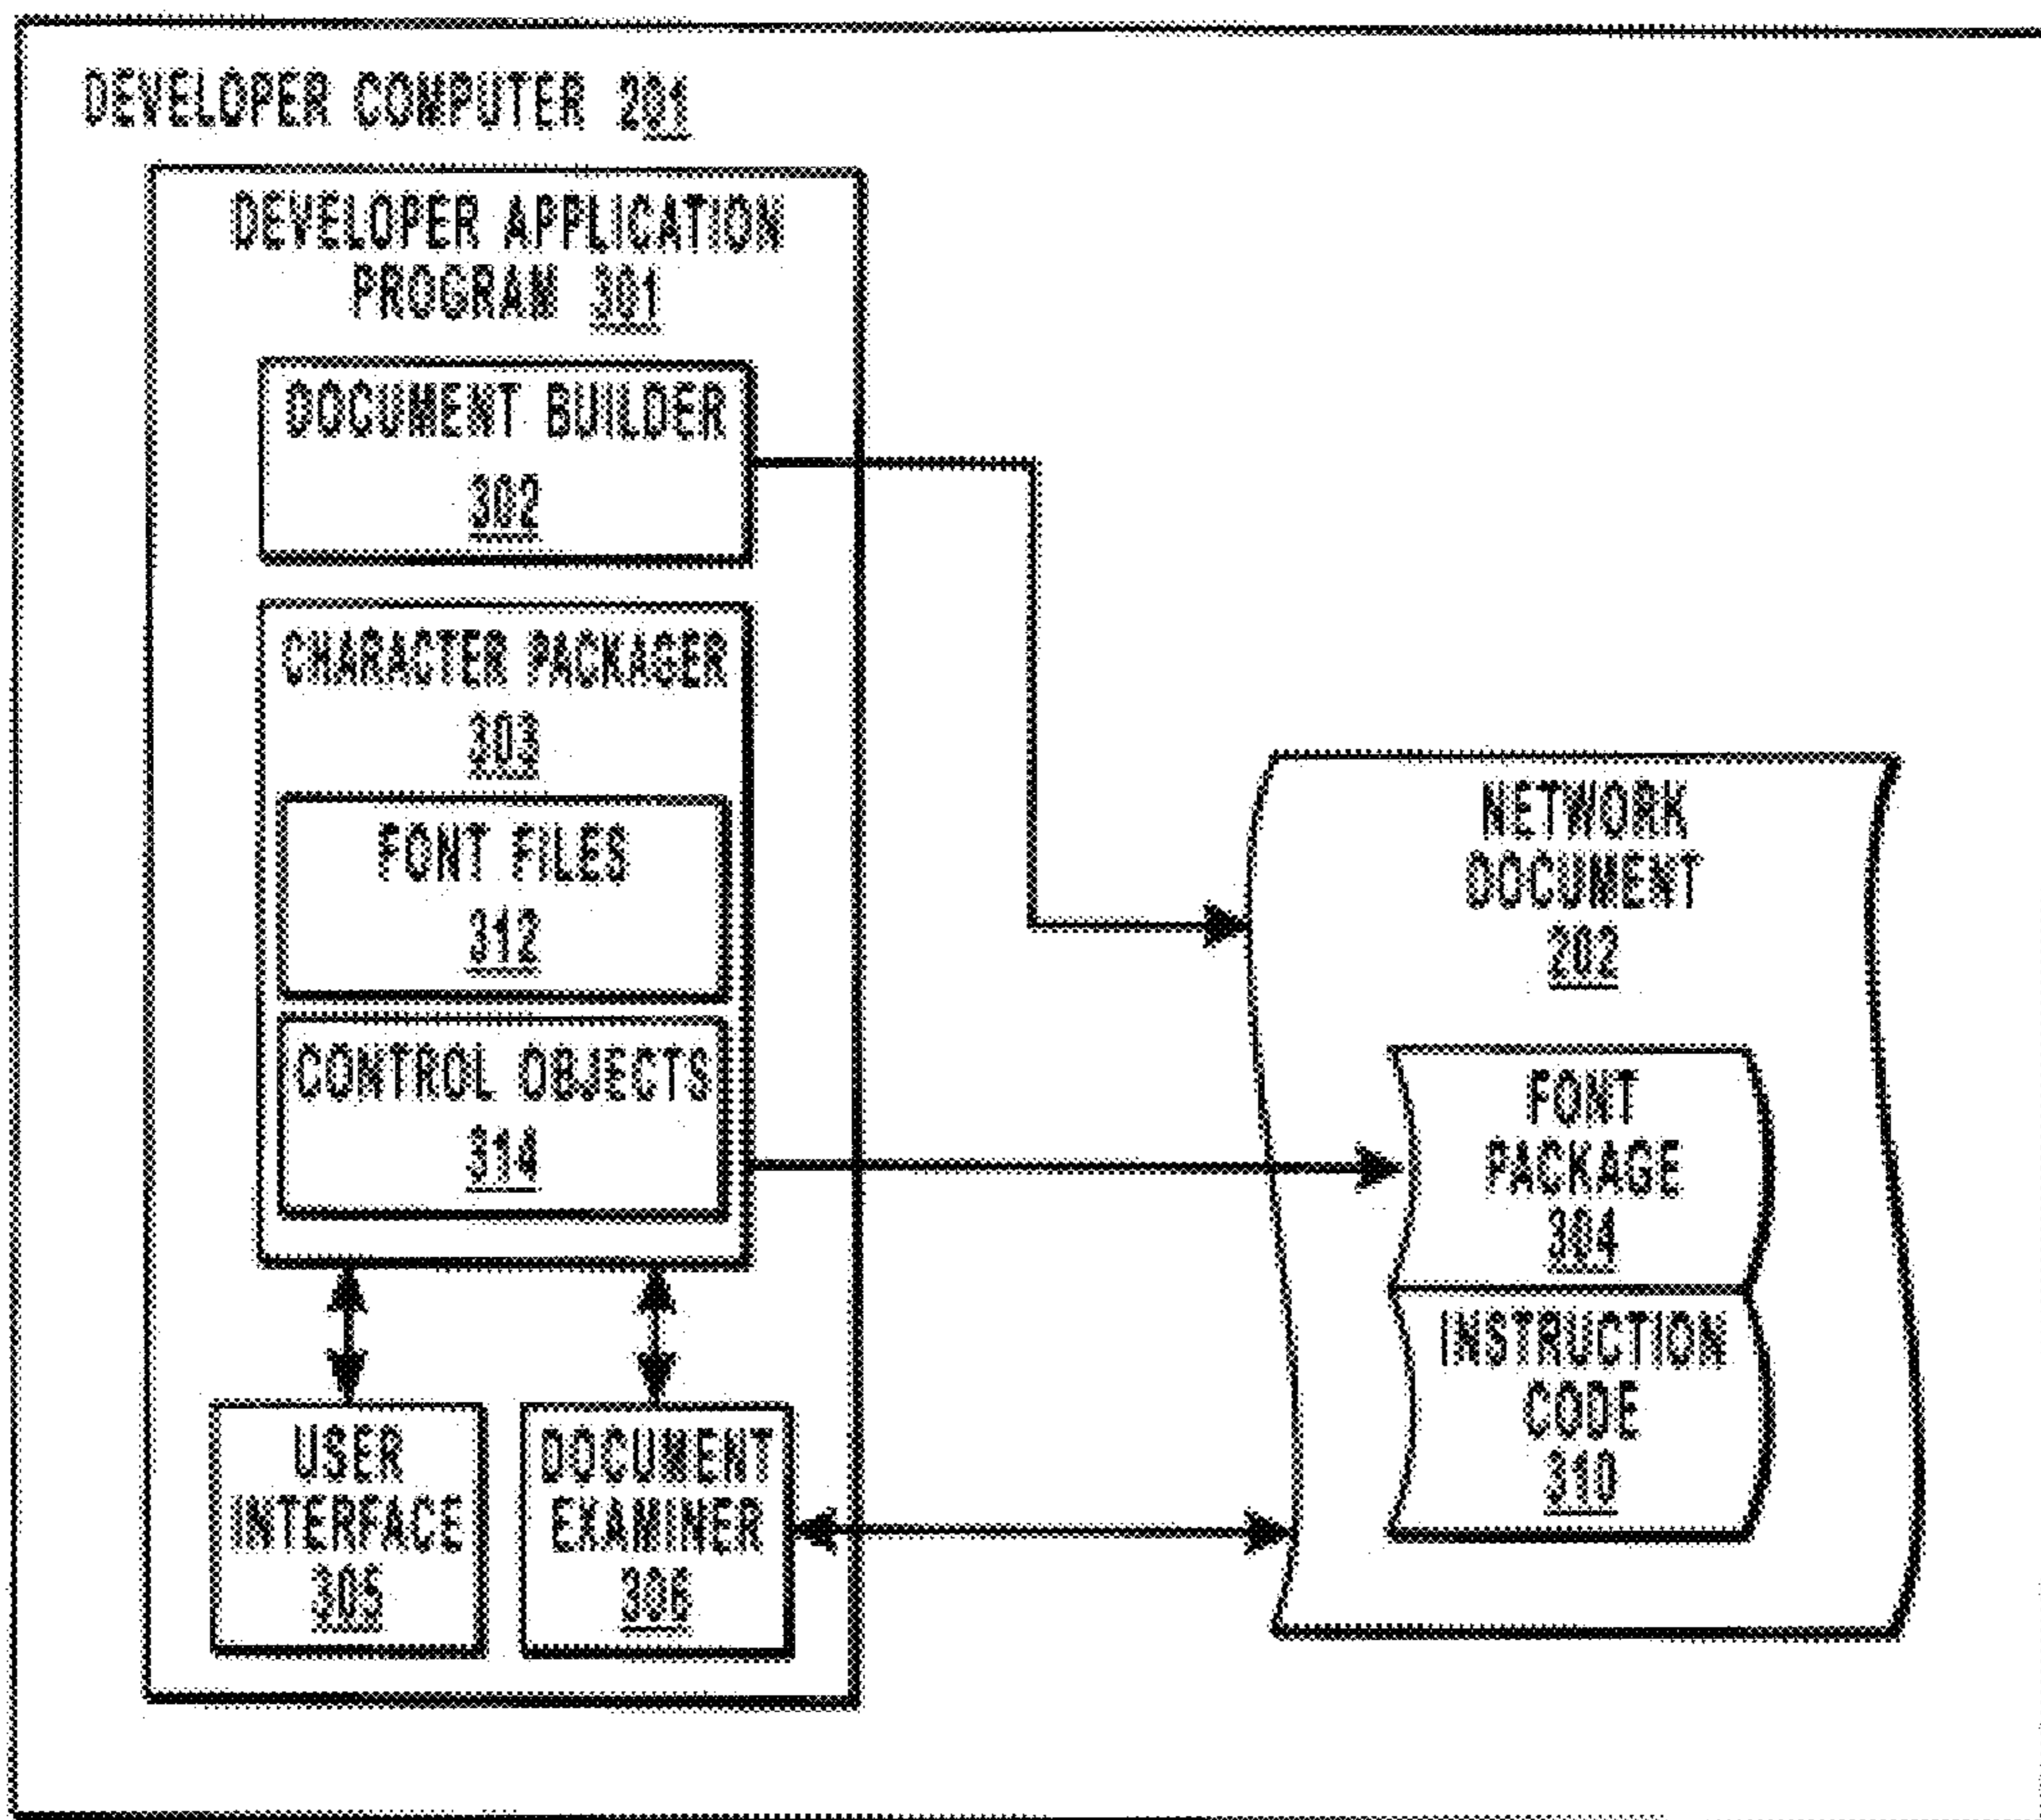 DEVELOPER COMPUTER 201
DEVELOPER APPLICATION
PROGRAM 301
DOCUMENT BUILDER
302
CHARACTER PACKAGER
303
FONT FILES
312
CONTROL OBJECTS
314
USER
INTERFACE
305
DOCUMENT
EXAMINER
306
NETWORK
DOCUMENT
202
FONT
PACKAGE
304
INSTRUCTION
CODE
310